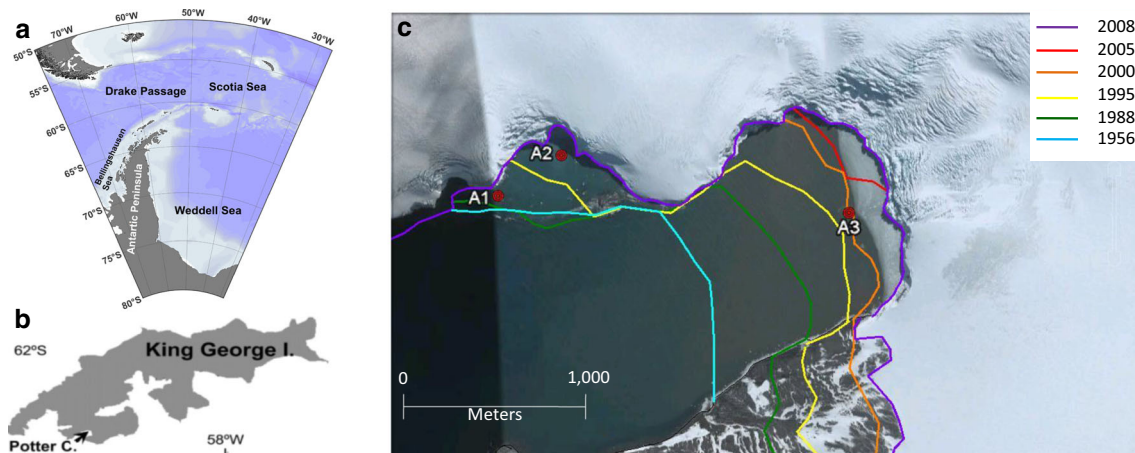 a
60°W
50°W
40°W
30°W
70°W
50°S
55°S
60°S
65°S
70°S
75°S
80°S
Drake Passage
Scotia Sea
Bellingshausen
Sea
Antarctic Peninsula
Weddell Sea
b
62°S
King George I.
Potter C.
58°W
c
A1
A2
A3
0
1,000
Meters
2008
2005
2000
1995
1988
1956